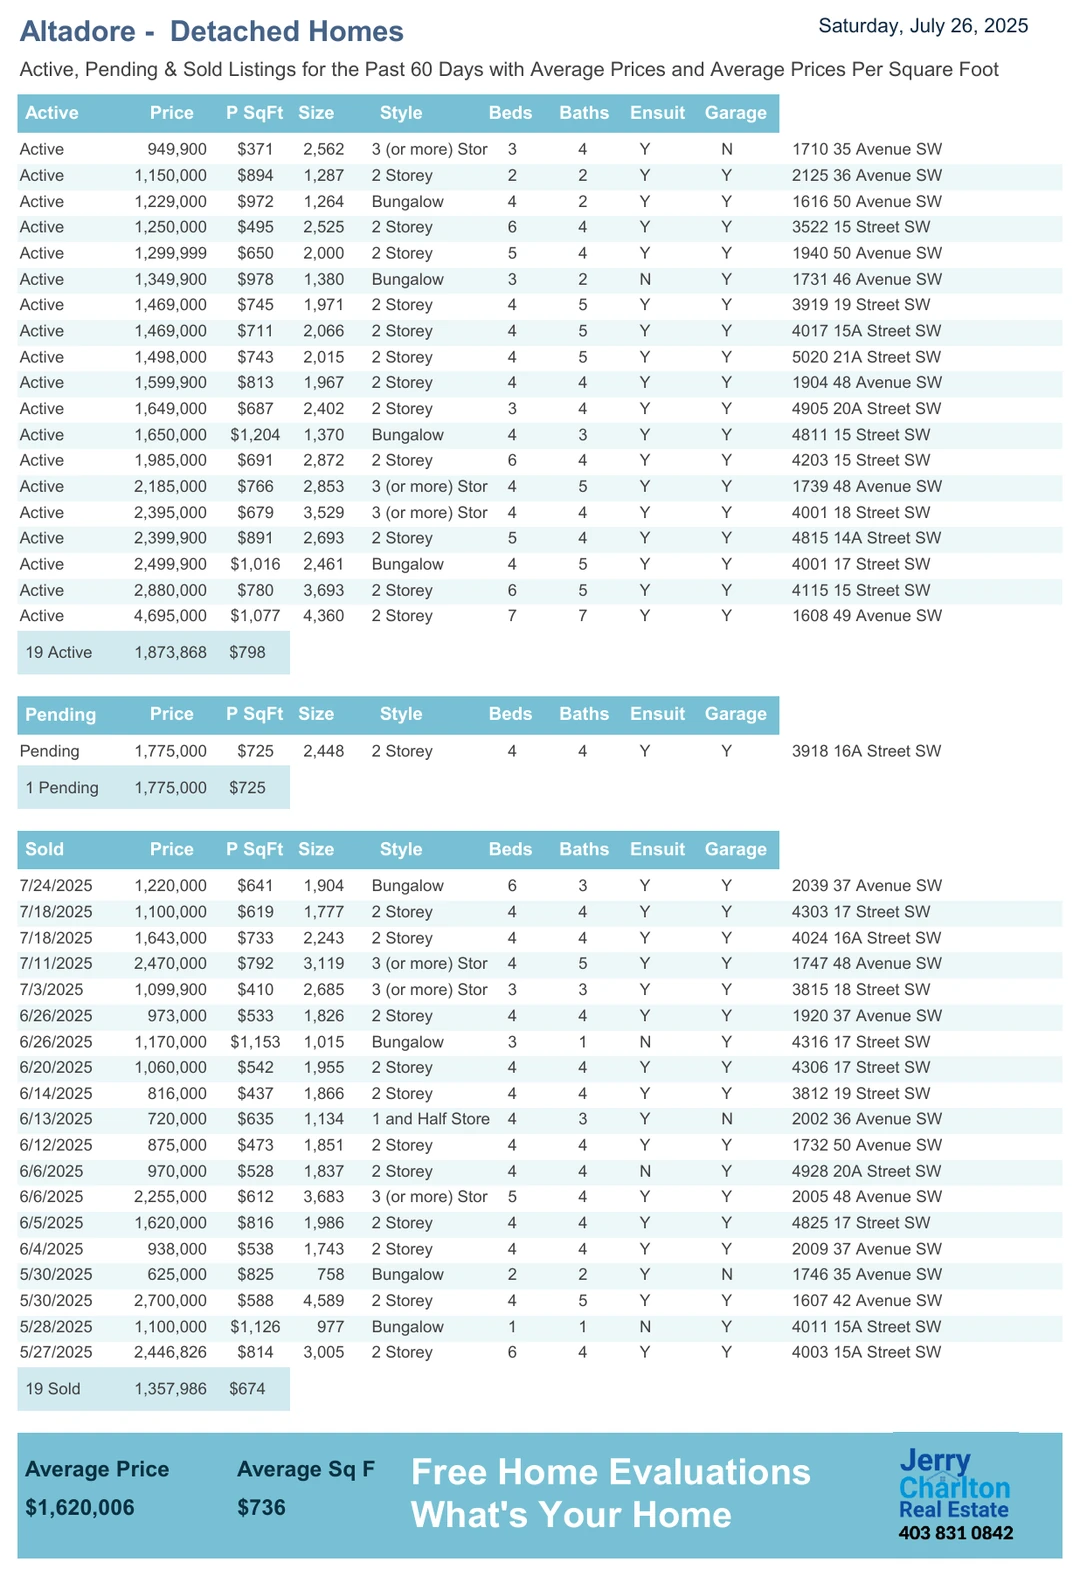 Altadore - Detached Homes
Saturday, July 26, 2025
Active, Pending & Sold Listings for the Past 60 Days with Average Prices and Average Prices Per Square Foot
Active Price P SqFt Size Style Beds Baths Ensuit Garage
Active 949,900 $371 2,562 3 (or more) Stor 3 4 Y N 1710 35 Avenue SW
Active 1,150,000 $894 1,287 2 Storey 2 2 Y Y 2125 36 Avenue SW
Active 1,229,000 $972 1,264 Bungalow 4 2 Y Y 1616 50 Avenue SW
Active 1,250,000 $495 2,525 2 Storey 6 4 Y Y 3522 15 Street SW
Active 1,299,999 $650 2,000 2 Storey 5 4 Y Y 1940 50 Avenue SW
Active 1,349,900 $978 1,380 Bungalow 3 2 N Y 1731 46 Avenue SW
Active 1,469,000 $745 1,971 2 Storey 4 5 Y Y 3919 19 Street SW
Active 1,469,000 $711 2,066 2 Storey 4 5 Y Y 4017 15A Street SW
Active 1,498,000 $743 2,015 2 Storey 4 5 Y Y 5020 21A Street SW
Active 1,599,900 $813 1,967 2 Storey 4 4 Y Y 1904 48 Avenue SW
Active 1,649,000 $687 2,402 2 Storey 3 4 Y Y 4905 20A Street SW
Active 1,650,000 $1,204 1,370 Bungalow 4 3 Y Y 4811 15 Street SW
Active 1,985,000 $691 2,872 2 Storey 6 4 Y Y 4203 15 Street SW
Active 2,185,000 $766 2,853 3 (or more) Stor 4 5 Y Y 1739 48 Avenue SW
Active 2,395,000 $679 3,529 3 (or more) Stor 4 4 Y Y 4001 18 Street SW
Active 2,399,900 $891 2,693 2 Storey 5 4 Y Y 4815 14A Street SW
Active 2,499,900 $1,016 2,461 Bungalow 4 5 Y Y 4001 17 Street SW
Active 2,880,000 $780 3,693 2 Storey 6 5 Y Y 4115 15 Street SW
Active 4,695,000 $1,077 4,360 2 Storey 7 7 Y Y 1608 49 Avenue SW
19 Active 1,873,868 $798
Pending Price P SqFt Size Style Beds Baths Ensuit Garage
Pending 1,775,000 $725 2,448 2 Storey 4 4 Y Y 3918 16A Street SW
1 Pending 1,775,000 $725
Sold Price P SqFt Size Style Beds Baths Ensuit Garage
7/24/2025 1,220,000 $641 1,904 Bungalow 6 3 Y Y 2039 37 Avenue SW
7/18/2025 1,100,000 $619 1,777 2 Storey 4 4 Y Y 4303 17 Street SW
7/18/2025 1,643,000 $733 2,243 2 Storey 4 4 Y Y 4024 16A Street SW
7/11/2025 2,470,000 $792 3,119 3 (or more) Stor 4 5 Y Y 1747 48 Avenue SW
7/3/2025 1,099,900 $410 2,685 3 (or more) Stor 3 3 Y Y 3815 18 Street SW
6/26/2025 973,000 $533 1,826 2 Storey 4 4 Y Y 1920 37 Avenue SW
6/26/2025 1,170,000 $1,153 1,015 Bungalow 3 1 N Y 4316 17 Street SW
6/20/2025 1,060,000 $542 1,955 2 Storey 4 4 Y Y 4306 17 Street SW
6/14/2025 816,000 $437 1,866 2 Storey 4 4 Y Y 3812 19 Street SW
6/13/2025 720,000 $635 1,134 1 and Half Store 4 3 Y N 2002 36 Avenue SW
6/12/2025 875,000 $473 1,851 2 Storey 4 4 Y Y 1732 50 Avenue SW
6/6/2025 970,000 $528 1,837 2 Storey 4 4 N Y 4928 20A Street SW
6/6/2025 2,255,000 $612 3,683 3 (or more) Stor 5 4 Y Y 2005 48 Avenue SW
6/5/2025 1,620,000 $816 1,986 2 Storey 4 4 Y Y 4825 17 Street SW
6/4/2025 938,000 $538 1,743 2 Storey 4 4 Y Y 2009 37 Avenue SW
5/30/2025 625,000 $825 758 Bungalow 2 2 Y N 1746 35 Avenue SW
5/30/2025 2,700,000 $588 4,589 2 Storey 4 5 Y Y 1607 42 Avenue SW
5/28/2025 1,100,000 $1,126 977 Bungalow 1 1 N Y 4011 15A Street SW
5/27/2025 2,446,826 $814 3,005 2 Storey 6 4 Y Y 4003 15A Street SW
19 Sold 1,357,986 $674
Average Price Average Sq F
$1,620,006 $736
Free Home Evaluations
What's Your Home
Jerry
Charlton
Real Estate
403 831 0842